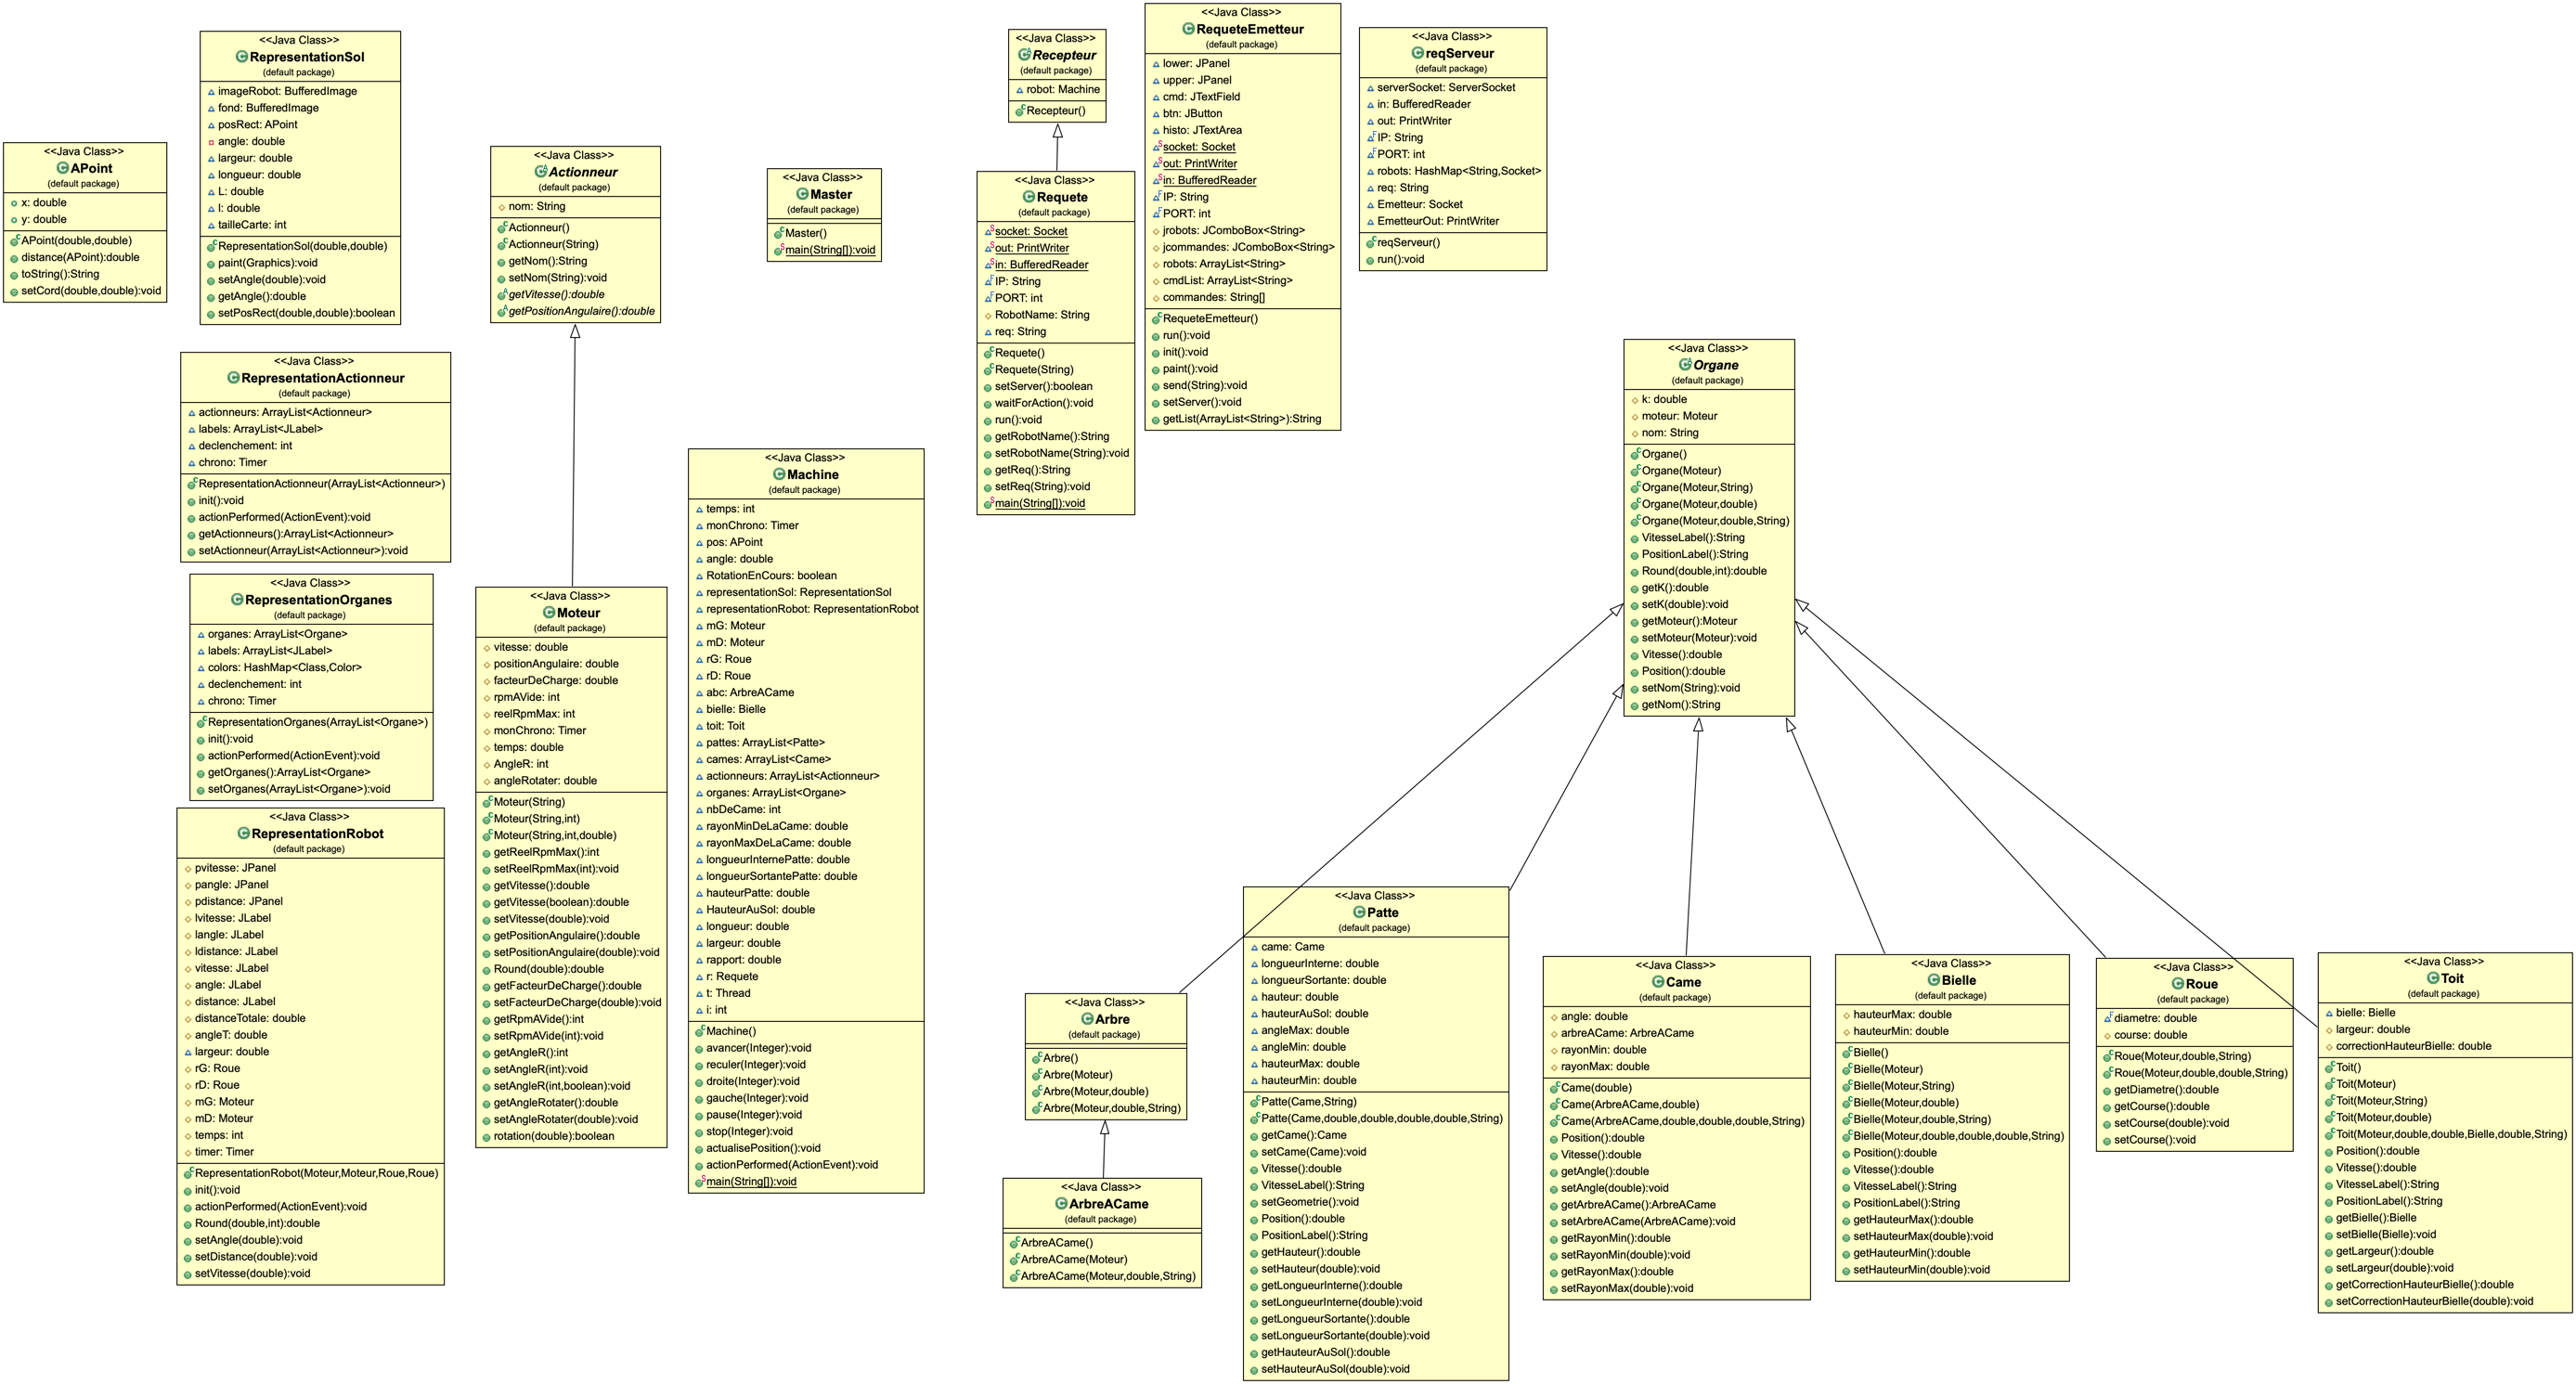 <<Java Class>>
APoint
(default package)
x: double
y: double
APoint(double,double)
distance(APoint):double
toString():String
setCord(double,double):void
<<Java Class>>
RepresentationSol
(default package)
imageRobot: BufferedImage
fond: BufferedImage
posRect: APoint
angle: double
largeur: double
longueur: double
L: double
l: double
tailleCarte: int
RepresentationSol(double,double)
paint(Graphics):void
setAngle(double):void
getAngle():double
setPosRect(double,double):boolean
<<Java Class>>
RepresentationActionneur
(default package)
actionneurs: ArrayList<Actionneur>
labels: ArrayList<JLabel>
declenchement: int
chrono: Timer
RepresentationActionneur(ArrayList<Actionneur>)
init():void
actionPerformed(ActionEvent):void
getActionneurs():ArrayList<Actionneur>
setActionneur(ArrayList<Actionneur>):void
<<Java Class>>
RepresentationOrganes
(default package)
organes: ArrayList<Organe>
labels: ArrayList<JLabel>
colors: HashMap<Class,Color>
declenchement: int
chrono: Timer
RepresentationOrganes(ArrayList<Organe>)
init():void
actionPerformed(ActionEvent):void
getOrganes():ArrayList<Organe>
setOrganes(ArrayList<Organe>):void
<<Java Class>>
RepresentationRobot
(default package)
pvitesse: JPanel
pangle: JPanel
pdistance: JPanel
lvitesse: JLabel
langle: JLabel
ldistance: JLabel
vitesse: JLabel
angle: JLabel
distance: JLabel
distanceTotale: double
angleT: double
largeur: double
rG: Roue
rD: Roue
mG: Moteur
mD: Moteur
temps: int
timer: Timer
RepresentationRobot(Moteur,Moteur,Roue,Roue)
init():void
actionPerformed(ActionEvent):void
Round(double,int):double
setAngle(double):void
setDistance(double):void
setVitesse(double):void
<<Java Class>>
Actionneur
(default package)
nom: String
Actionneur()
Actionneur(String)
getNom():String
setNom(String):void
getVitesse():double
getPositionAngulaire():double
<<Java Class>>
Moteur
(default package)
vitesse: double
positionAngulaire: double
facteurDeCharge: double
rpmAVide: int
reelRpmMax: int
monChrono: Timer
temps: double
AngleR: int
angleRotater: double
Moteur(String)
Moteur(String,int)
Moteur(String,int,double)
getReelRpmMax():int
setReelRpmMax(int):void
getVitesse():double
getVitesse(boolean):double
setVitesse(double):void
getPositionAngulaire():double
setPositionAngulaire(double):void
Round(double):double
getFacteurDeCharge():double
setFacteurDeCharge(double):void
getRpmAVide():int
setRpmAVide(int):void
getAngleR():int
setAngleR(int):void
setAngleR(int,boolean):void
getAngleRotater():double
setAngleRotater(double):void
rotation(double):boolean
<<Java Class>>
Master
(default package)
Master()
main(String[]):void
<<Java Class>>
Machine
(default package)
temps: int
monChrono: Timer
pos: APoint
angle: double
RotationEnCours: boolean
representationSol: RepresentationSol
representationRobot: RepresentationRobot
mG: Moteur
mD: Moteur
rG: Roue
rD: Roue
abc: ArbreACame
bielle: Bielle
toit: Toit
pattes: ArrayList<Patte>
cames: ArrayList<Came>
actionneurs: ArrayList<Actionneur>
organes: ArrayList<Organe>
nbDeCame: int
rayonMinDeLaCame: double
rayonMaxDeLaCame: double
longueurInternePatte: double
longueurSortantePatte: double
hauteurPatte: double
HauteurAuSol: double
longueur: double
largeur: double
rapport: double
r: Requete
t: Thread
i: int
Machine()
avancer(Integer):void
reculer(Integer):void
droite(Integer):void
gauche(Integer):void
pause(Integer):void
stop(Integer):void
actualisePosition():void
actionPerformed(ActionEvent):void
main(String[]):void
<<Java Class>>
Recepteur
(default package)
robot: Machine
Recepteur()
<<Java Class>>
Requete
(default package)
socket: Socket
out: PrintWriter
in: BufferedReader
IP: String
PORT: int
RobotName: String
req: String
Requete()
Requete(String)
setServer():boolean
waitForAction():void
run():void
getRobotName():String
setRobotName(String):void
getReq():String
setReq(String):void
main(String[]):void
<<Java Class>>
RequeteEmetteur
(default package)
lower: JPanel
upper: JPanel
cmd: JTextField
btn: JButton
histo: JTextArea
socket: Socket
out: PrintWriter
in: BufferedReader
IP: String
PORT: int
jrobots: JComboBox<String>
jcommandes: JComboBox<String>
robots: ArrayList<String>
cmdList: ArrayList<String>
commandes: String[]
RequeteEmetteur()
run():void
init():void
paint():void
send(String):void
setServer():void
getList(ArrayList<String>):String
<<Java Class>>
reqServeur
(default package)
serverSocket: ServerSocket
in: BufferedReader
out: PrintWriter
IP: String
PORT: int
robots: HashMap<String,Socket>
req: String
Emetteur: Socket
EmetteurOut: PrintWriter
reqServeur()
run():void
<<Java Class>>
Organe
(default package)
k: double
moteur: Moteur
nom: String
Organe()
Organe(Moteur)
Organe(Moteur,String)
Organe(Moteur,double)
Organe(Moteur,double,String)
VitesseLabel():String
PositionLabel():String
Round(double,int):double
getK():double
setK(double):void
getMoteur():Moteur
setMoteur(Moteur):void
Vitesse():double
Position():double
setNom(String):void
getNom():String
<<Java Class>>
Arbre
(default package)
Arbre()
Arbre(Moteur)
Arbre(Moteur,double)
Arbre(Moteur,double,String)
<<Java Class>>
ArbreACame
(default package)
ArbreACame()
ArbreACame(Moteur)
ArbreACame(Moteur,double,String)
<<Java Class>>
Patte
(default package)
came: Came
longueurInterne: double
longueurSortante: double
hauteur: double
hauteurAuSol: double
angleMax: double
angleMin: double
hauteurMax: double
hauteurMin: double
Patte(Came,String)
Patte(Came,double,double,double,double,String)
getCame():Came
setCame(Came):void
Vitesse():double
VitesseLabel():String
setGeometrie():void
Position():double
PositionLabel():String
getHauteur():double
setHauteur(double):void
getLongueurInterne():double
setLongueurInterne(double):void
getLongueurSortante():double
setLongueurSortante(double):void
getHauteurAuSol():double
setHauteurAuSol(double):void
<<Java Class>>
Came
(default package)
angle: double
arbreACame: ArbreACame
rayonMin: double
rayonMax: double
Came(double)
Came(ArbreACame,double)
Came(ArbreACame,double,double,double,String)
Position():double
Vitesse():double
getAngle():double
setAngle(double):void
getArbreACame():ArbreACame
setArbreACame(ArbreACame):void
getRayonMin():double
setRayonMin(double):void
getRayonMax():double
setRayonMax(double):void
<<Java Class>>
Bielle
(default package)
hauteurMax: double
hauteurMin: double
Bielle()
Bielle(Moteur)
Bielle(Moteur,String)
Bielle(Moteur,double)
Bielle(Moteur,double,String)
Bielle(Moteur,double,double,double,String)
Position():double
Vitesse():double
VitesseLabel():String
PositionLabel():String
getHauteurMax():double
setHauteurMax(double):void
getHauteurMin():double
setHauteurMin(double):void
<<Java Class>>
Roue
(default package)
diametre: double
course: double
Roue(Moteur,double,String)
Roue(Moteur,double,double,String)
getDiametre():double
getCourse():double
setCourse(double):void
setCourse():void
<<Java Class>>
Toit
(default package)
bielle: Bielle
largeur: double
correctionHauteurBielle: double
Toit()
Toit(Moteur)
Toit(Moteur,String)
Toit(Moteur,double)
Toit(Moteur,double,double,Bielle,double,String)
Position():double
Vitesse():double
VitesseLabel():String
PositionLabel():String
getBielle():Bielle
setBielle(Bielle):void
getLargeur():double
setLargeur(double):void
getCorrectionHauteurBielle():double
setCorrectionHauteurBielle(double):void